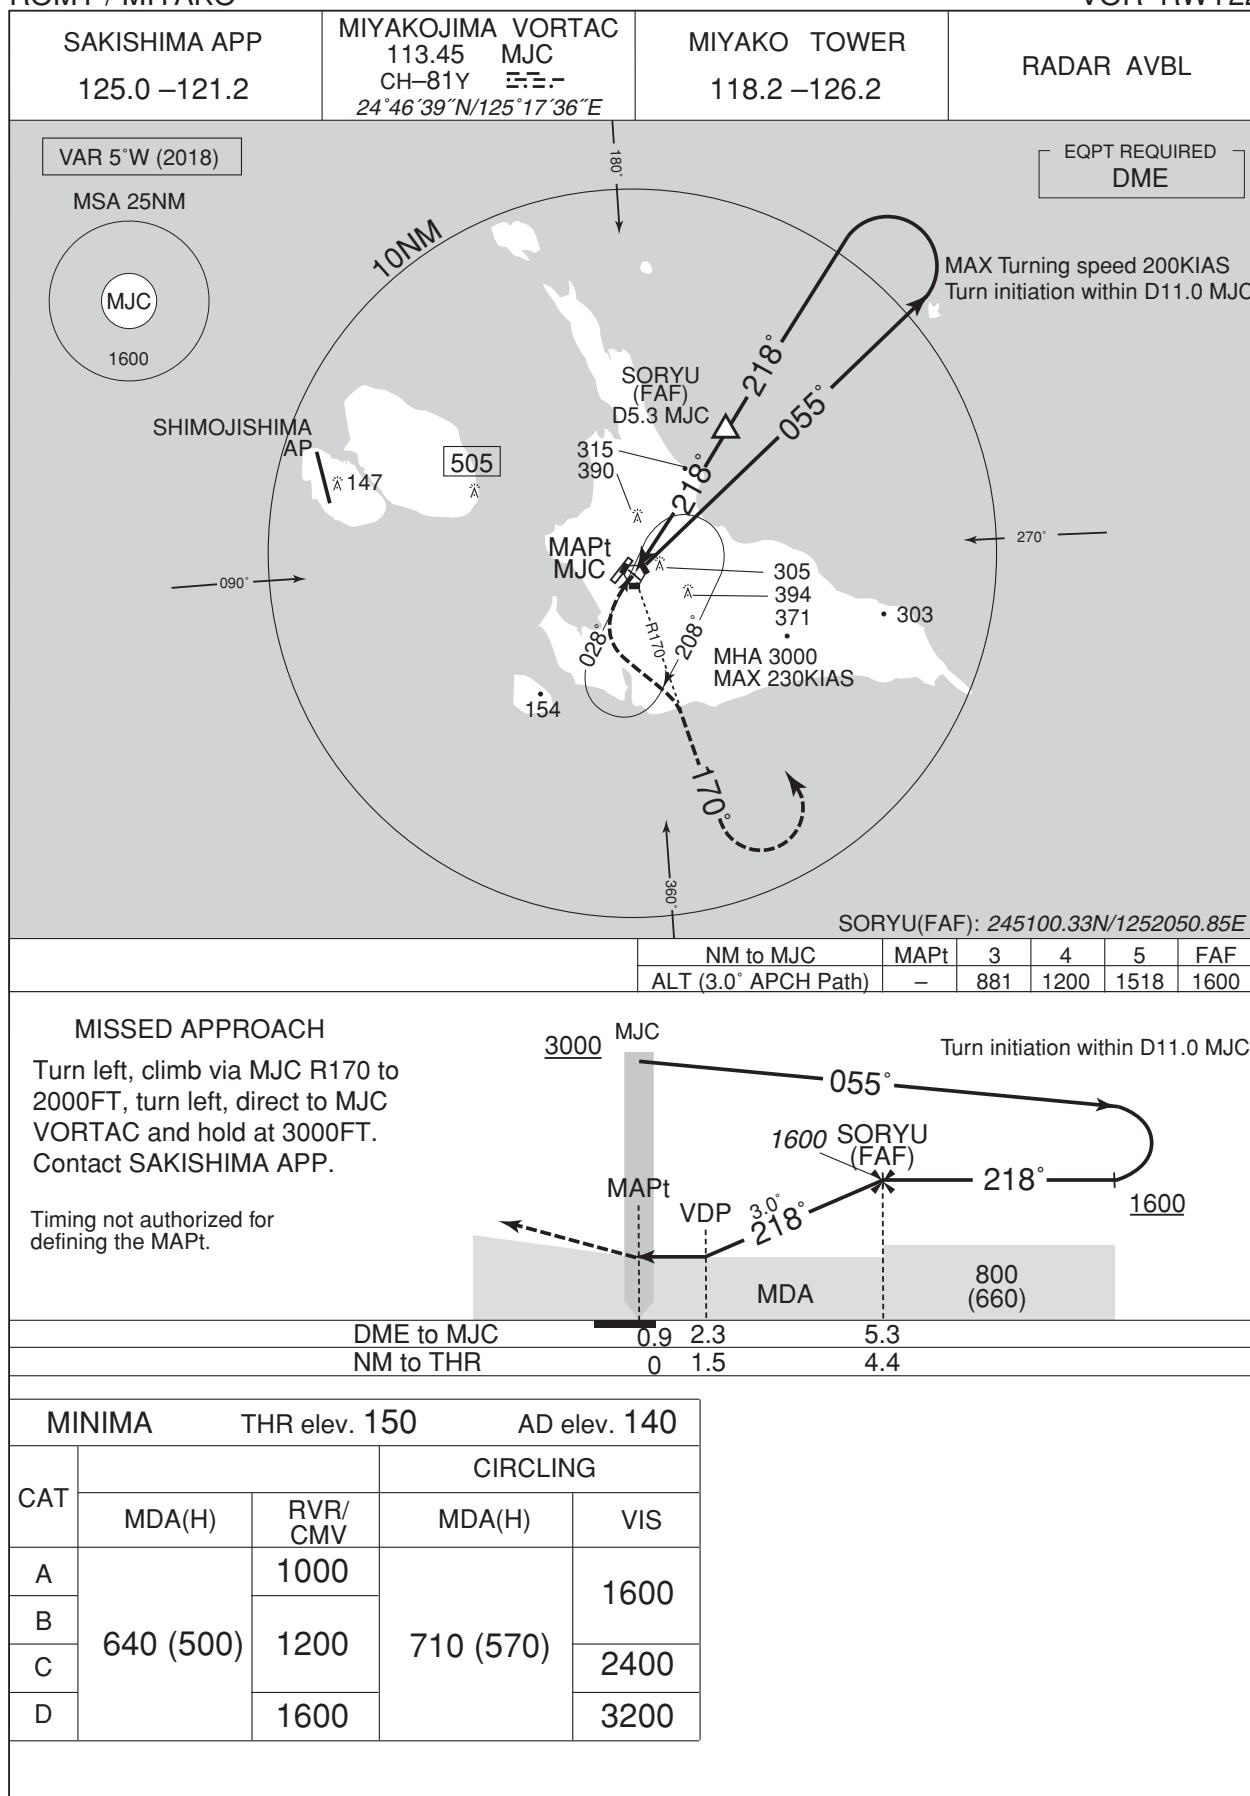 SAKISHIMA APP
125.0 –121.2
MIYAKOJIMA VORTAC
113.45 MJC
CH–81Y
24˚46´39˝N/125˚17´36˝E
MIYAKO TOWER
118.2 –126.2
RADAR AVBL
VAR 5˚W (2018)
MSA 25NM
MJC
1600
180˚
EQPT REQUIRED
DME
10NM
MAX Turning speed 200KIAS
Turn initiation within D11.0 MJC
218˚
055˚
SORYU
(FAF)
D5.3 MJC
SHIMOJISHIMA
AP
147
505
315
390
218˚
MAPt
MJC
270˚
090˚
305
394
371
303
028˚
R170
208˚
MHA 3000
MAX 230KIAS
154
170˚
360˚
SORYU(FAF): 245100.33N/1252050.85E
NM to MJC MAPt 3 4 5 FAF
ALT (3.0˚ APCH Path) – 881 1200 1518 1600
MISSED APPROACH
Turn left, climb via MJC R170 to
2000FT, turn left, direct to MJC
VORTAC and hold at 3000FT.
Contact SAKISHIMA APP.
Timing not authorized for
defining the MAPt.
MJC
3000
Turn initiation within D11.0 MJC
055˚
1600 SORYU
(FAF)
218˚
1600
MAPt
VDP
3.0˚
218˚
MDA
800
(660)
DME to MJC 0.9 2.3 5.3
NM to THR 0 1.5 4.4
MINIMA THR elev. 150 AD elev. 140
CAT
CIRCLING
MDA(H)
RVR/
CMV
MDA(H)
VIS
A
B
C
D
640 (500)
1000
1200
1600
710 (570)
1600
2400
3200